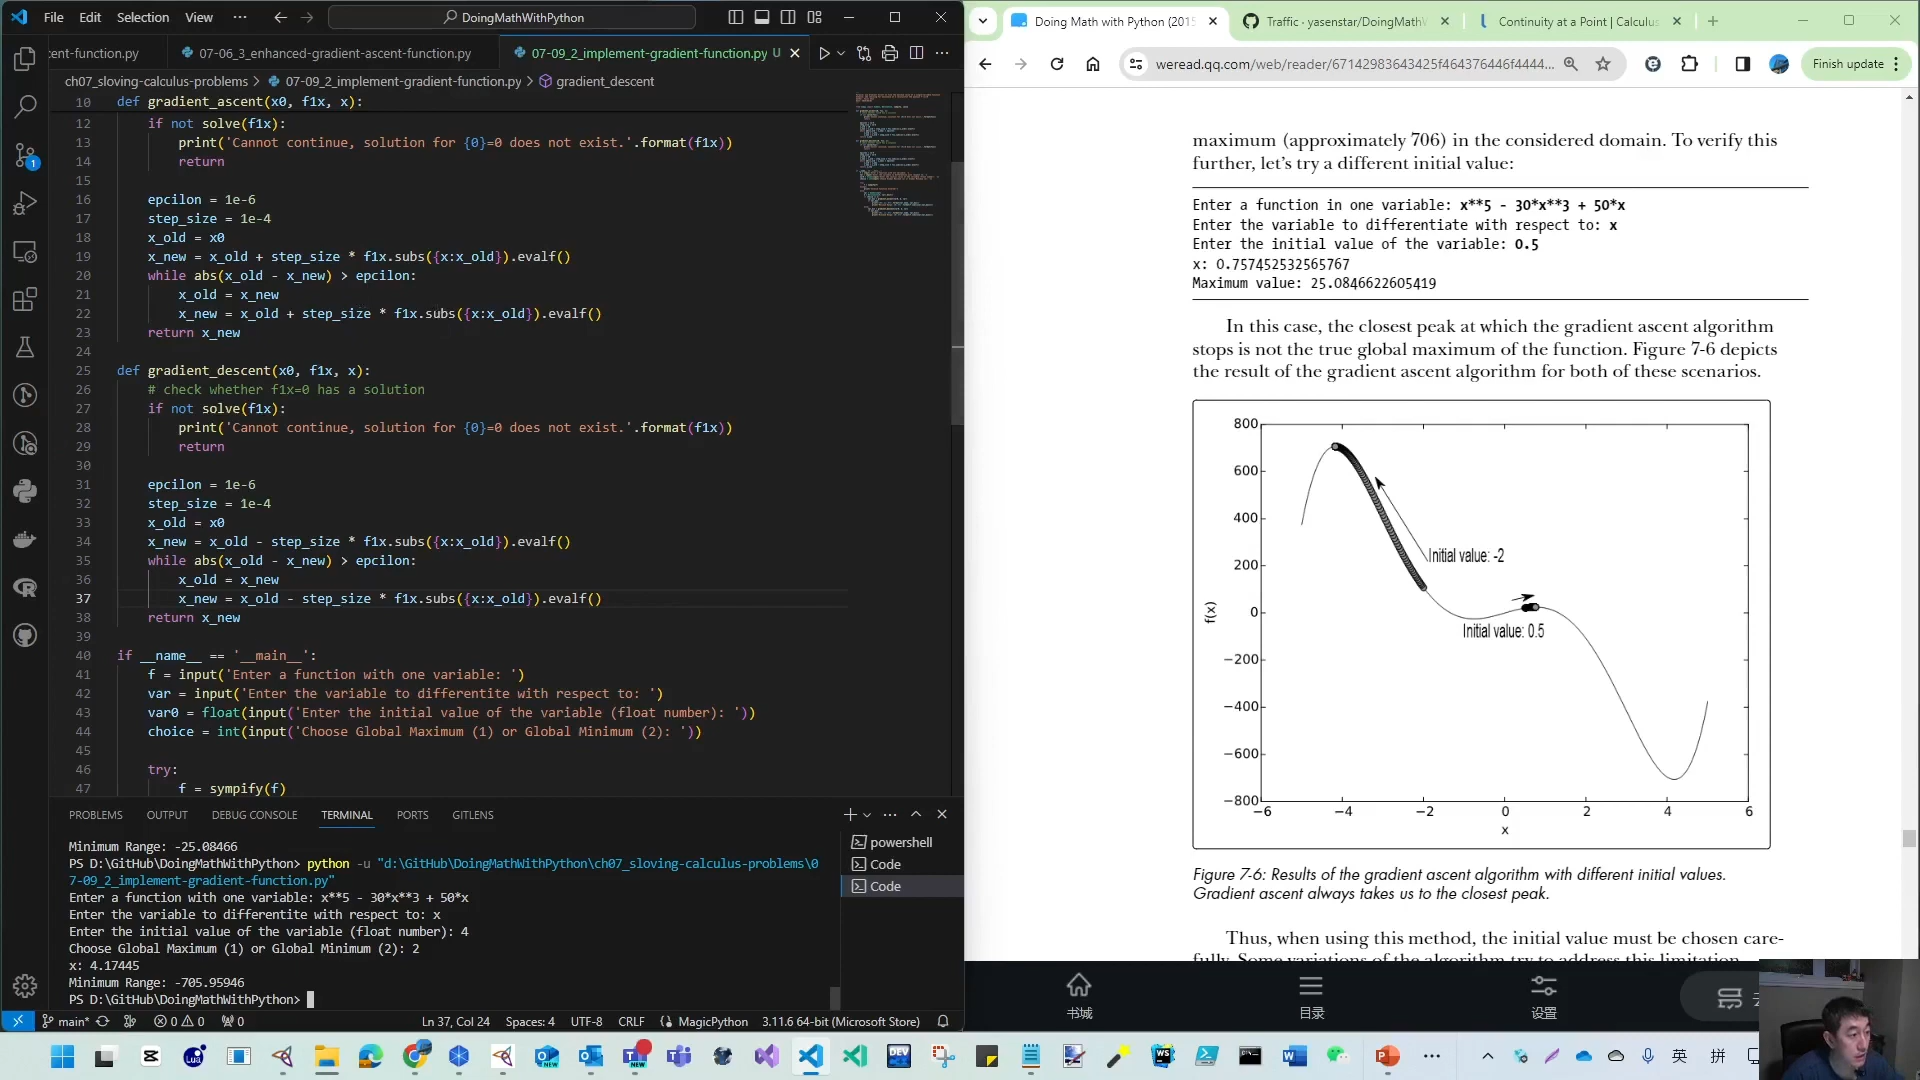 File Edit Selection View ··· DoingMathWithPython
cent-function.py 07-06_3_enhanced-gradient-ascent-function.py 07-09_2_implement-gradient-function.py U
ch07_sloving-calculus-problems > 07-09_2_implement-gradient-function.py > gradient_descent
10 def gradient_ascent(x0, f1x, x):
12 if not solve(f1x):
13 print('Cannot continue, solution for {0}=0 does not exist.'.format(f1x))
14 return
15
16 epcilon = 1e-6
17 step_size = 1e-4
18 x_old = x0
19 x_new = x_old + step_size * f1x.subs({x:x_old}).evalf()
20 while abs(x_old - x_new) > epcilon:
21 x_old = x_new
22 x_new = x_old + step_size * f1x.subs({x:x_old}).evalf()
23 return x_new
24
25 def gradient_descent(x0, f1x, x):
26 # check whether f1x=0 has a solution
27 if not solve(f1x):
28 print('Cannot continue, solution for {0}=0 does not exist.'.format(f1x))
29 return
30
31 epcilon = 1e-6
32 step_size = 1e-4
33 x_old = x0
34 x_new = x_old - step_size * f1x.subs({x:x_old}).evalf()
35 while abs(x_old - x_new) > epcilon:
36 x_old = x_new
37 x_new = x_old - step_size * f1x.subs({x:x_old}).evalf()
38 return x_new
39
40 if __name__ == '__main__':
41 f = input('Enter a function with one variable: ')
42 var = input('Enter the variable to differentite with respect to: ')
43 var0 = float(input('Enter the initial value of the variable (float number): '))
44 choice = int(input('Choose Global Maximum (1) or Global Minimum (2): '))
45
46 try:
47 f = sympify(f)
PROBLEMS OUTPUT DEBUG CONSOLE TERMINAL PORTS GITLENS
Minimum Range: -25.08466
PS D:\GitHub\DoingMathWithPython> python -u "d:\GitHub\DoingMathWithPython\ch07_sloving-calculus-problems\0
7-09_2_implement-gradient-function.py"
Enter a function with one variable: x**5 - 30*x**3 + 50*x
Enter the variable to differentite with respect to: x
Enter the initial value of the variable (float number): 4
Choose Global Maximum (1) or Global Minimum (2): 2
x: 4.17445
Minimum Range: -705.95946
PS D:\GitHub\DoingMathWithPython>
powershell
Code
Code
main* 0 0 0 Ln 37, Col 24 Spaces: 4 UTF-8 CRLF MagicPython 3.11.6 64-bit (Microsoft Store)
Doing Math with Python (2015 Traffic · yasenstar/DoingMathW Continuity at a Point | Calculus
weread.qq.com/web/reader/67142983643425f464376446f4444... Finish update
maximum (approximately 706) in the considered domain. To verify this
further, let's try a different initial value:
Enter a function in one variable: x**5 - 30*x**3 + 50*x
Enter the variable to differentiate with respect to: x
Enter the initial value of the variable: 0.5
x: 0.757452532565767
Maximum value: 25.0846622605419
In this case, the closest peak at which the gradient ascent algorithm
stops is not the true global maximum of the function. Figure 7-6 depicts
the result of the gradient ascent algorithm for both of these scenarios.
800
600
400
200
0
−200
−400
−600
−800
f(x)
Initial value: -2
Initial value: 0.5
−6 −4 −2 0 2 4 6
x
Figure 7-6: Results of the gradient ascent algorithm with different initial values.
Gradient ascent always takes us to the closest peak.
Thus, when using this method, the initial value must be chosen care-
fully. Some variations of the algorithm try to address this limitation.
书城 目录 设置
英 拼